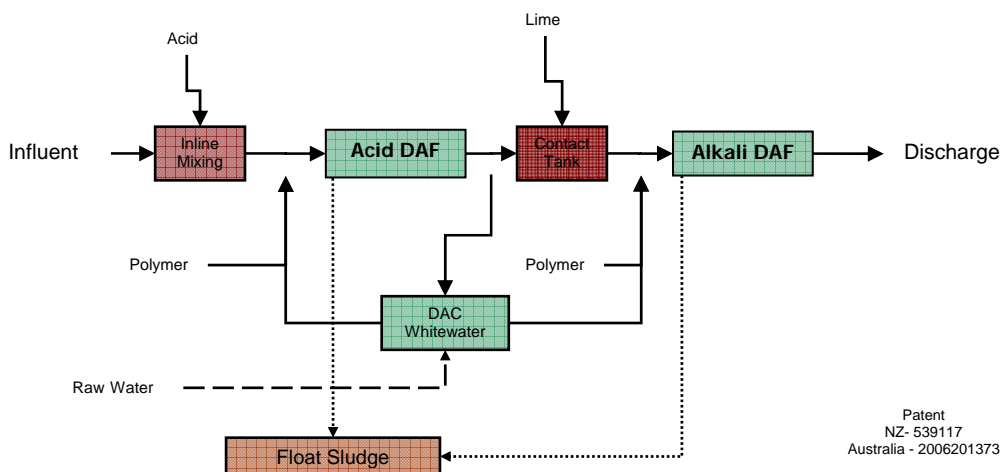 Lime
Acid
Influent
Inline
Mixing
Acid DAF
Contact
Tank
Alkali DAF
Discharge
Polymer
Polymer
DAC
Whitewater
Raw Water
Float Sludge
Patent
NZ- 539117
Australia - 2006201373